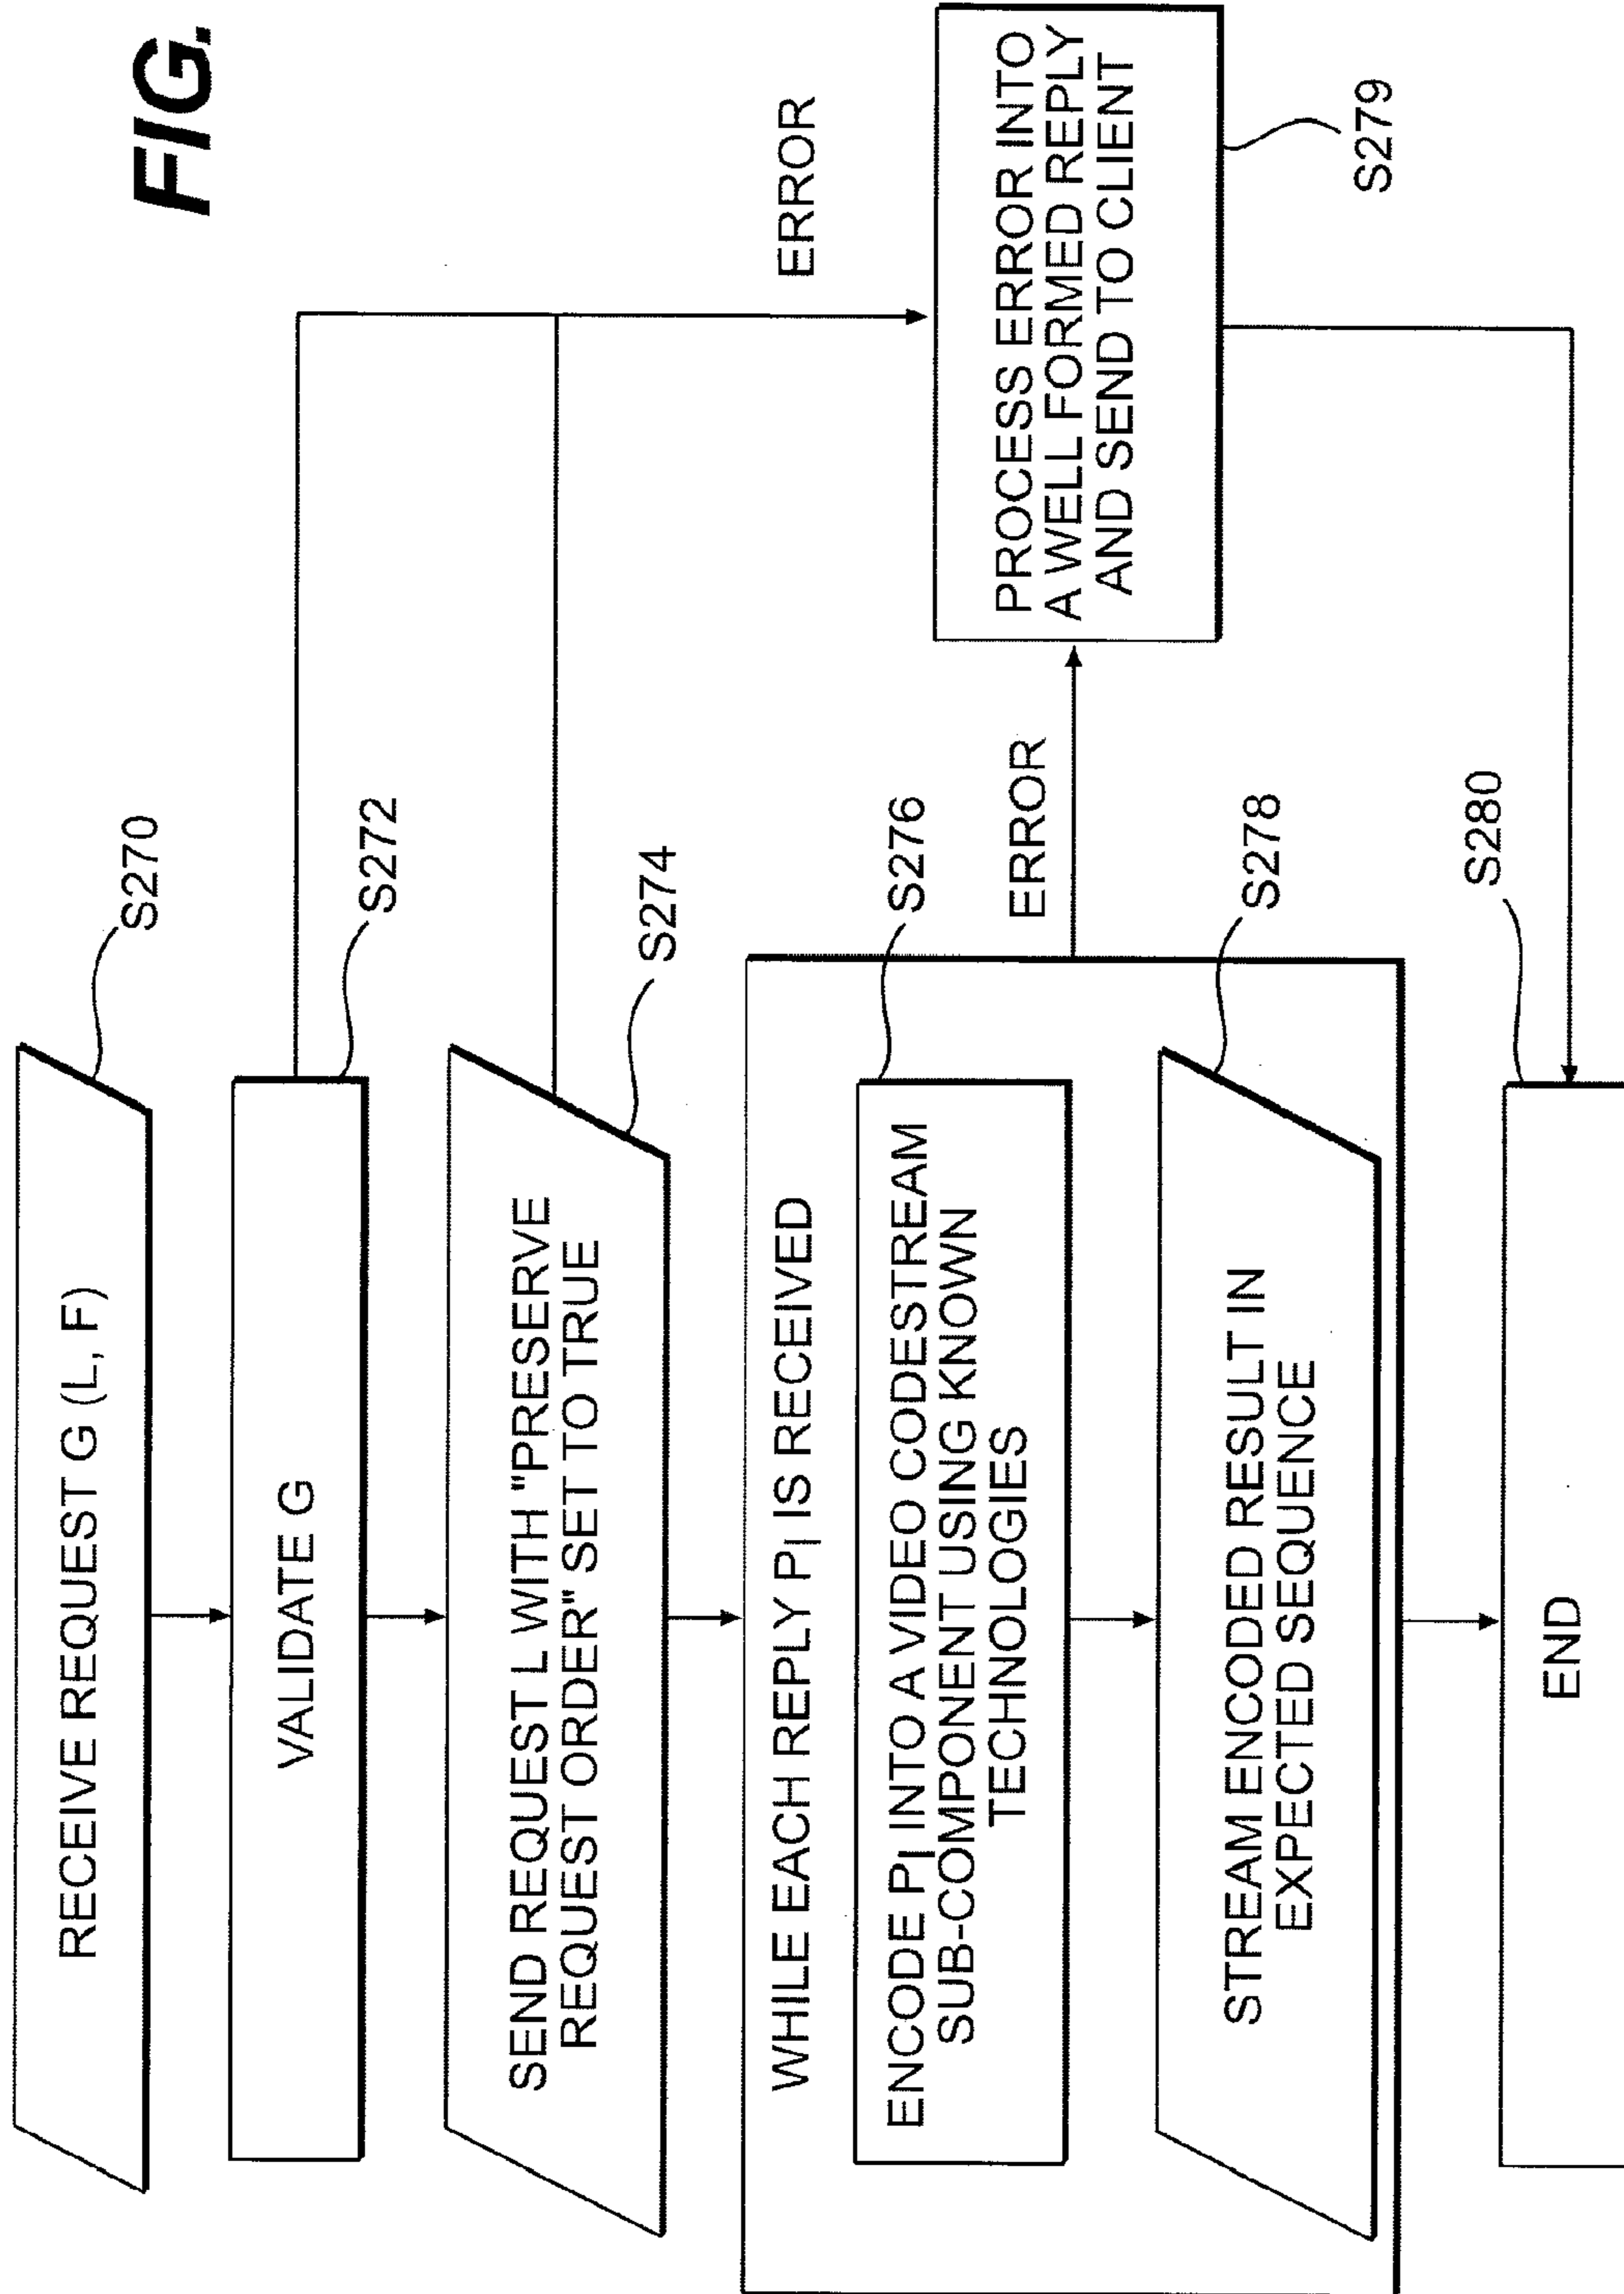 FIG.
RECEIVE REQUEST G (L, F)
S270
VALIDATE G
S272
SEND REQUEST L WITH "PRESERVE
REQUEST ORDER" SET TO TRUE
S274
ERROR
WHILE EACH REPLY PI IS RECEIVED
ENCODE PI INTO A VIDEO CODESTREAM
SUB-COMPONENT USING KNOWN
TECHNOLOGIES
S276
ERROR
PROCESS ERROR INTO
A WELL FORMED REPLY
AND SEND TO CLIENT
S279
STREAM ENCODED RESULT IN
EXPECTED SEQUENCE
S278
END
S280